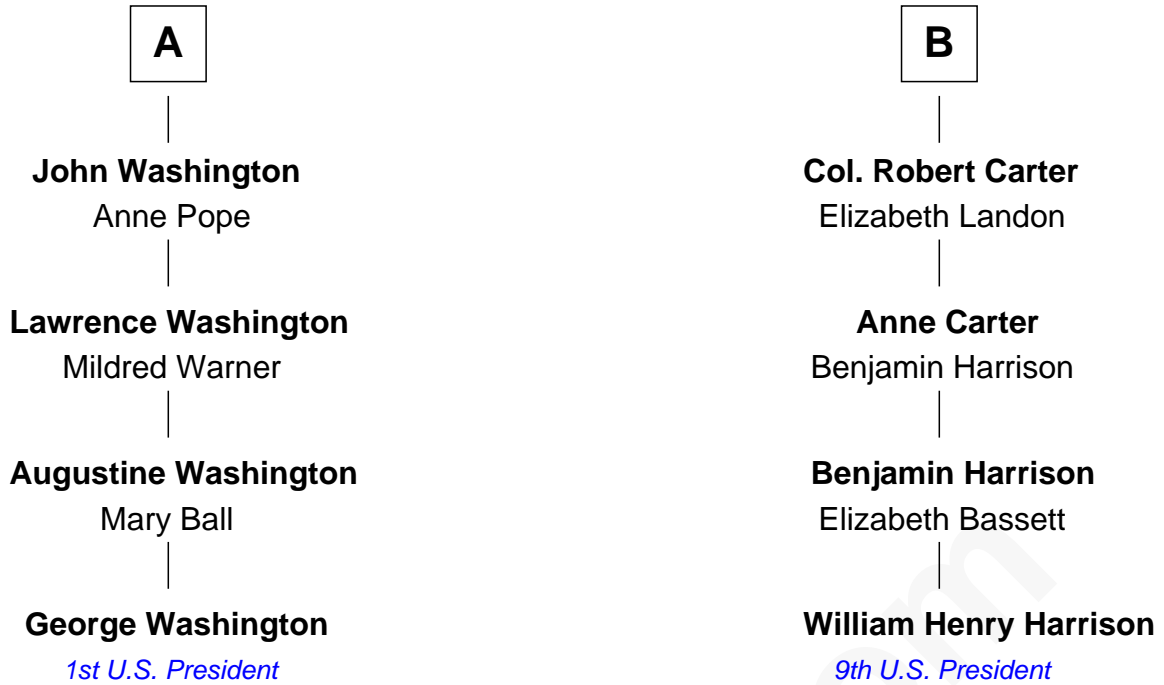 A
John Washington
Anne Pope
Lawrence Washington
Mildred Warner
Augustine Washington
Mary Ball
George Washington
1st U.S. President
B
Col. Robert Carter
Elizabeth Landon
Anne Carter
Benjamin Harrison
Benjamin Harrison
Elizabeth Bassett
William Henry Harrison
9th U.S. President